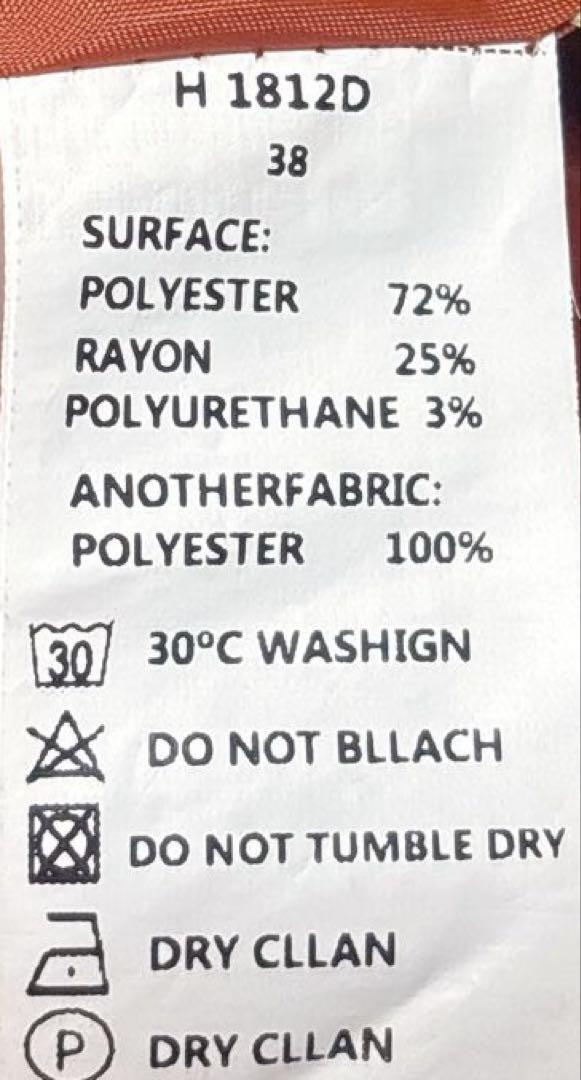 H 1812D
38
SURFACE:
POLYESTER 72%
RAYON 25%
POLYURETHANE 3%
ANOTHERFABRIC:
POLYESTER 100%
30 30°C WASHIGN
DO NOT BLLACH
DO NOT TUMBLE DRY
DRY CLLAN
P DRY CLLAN